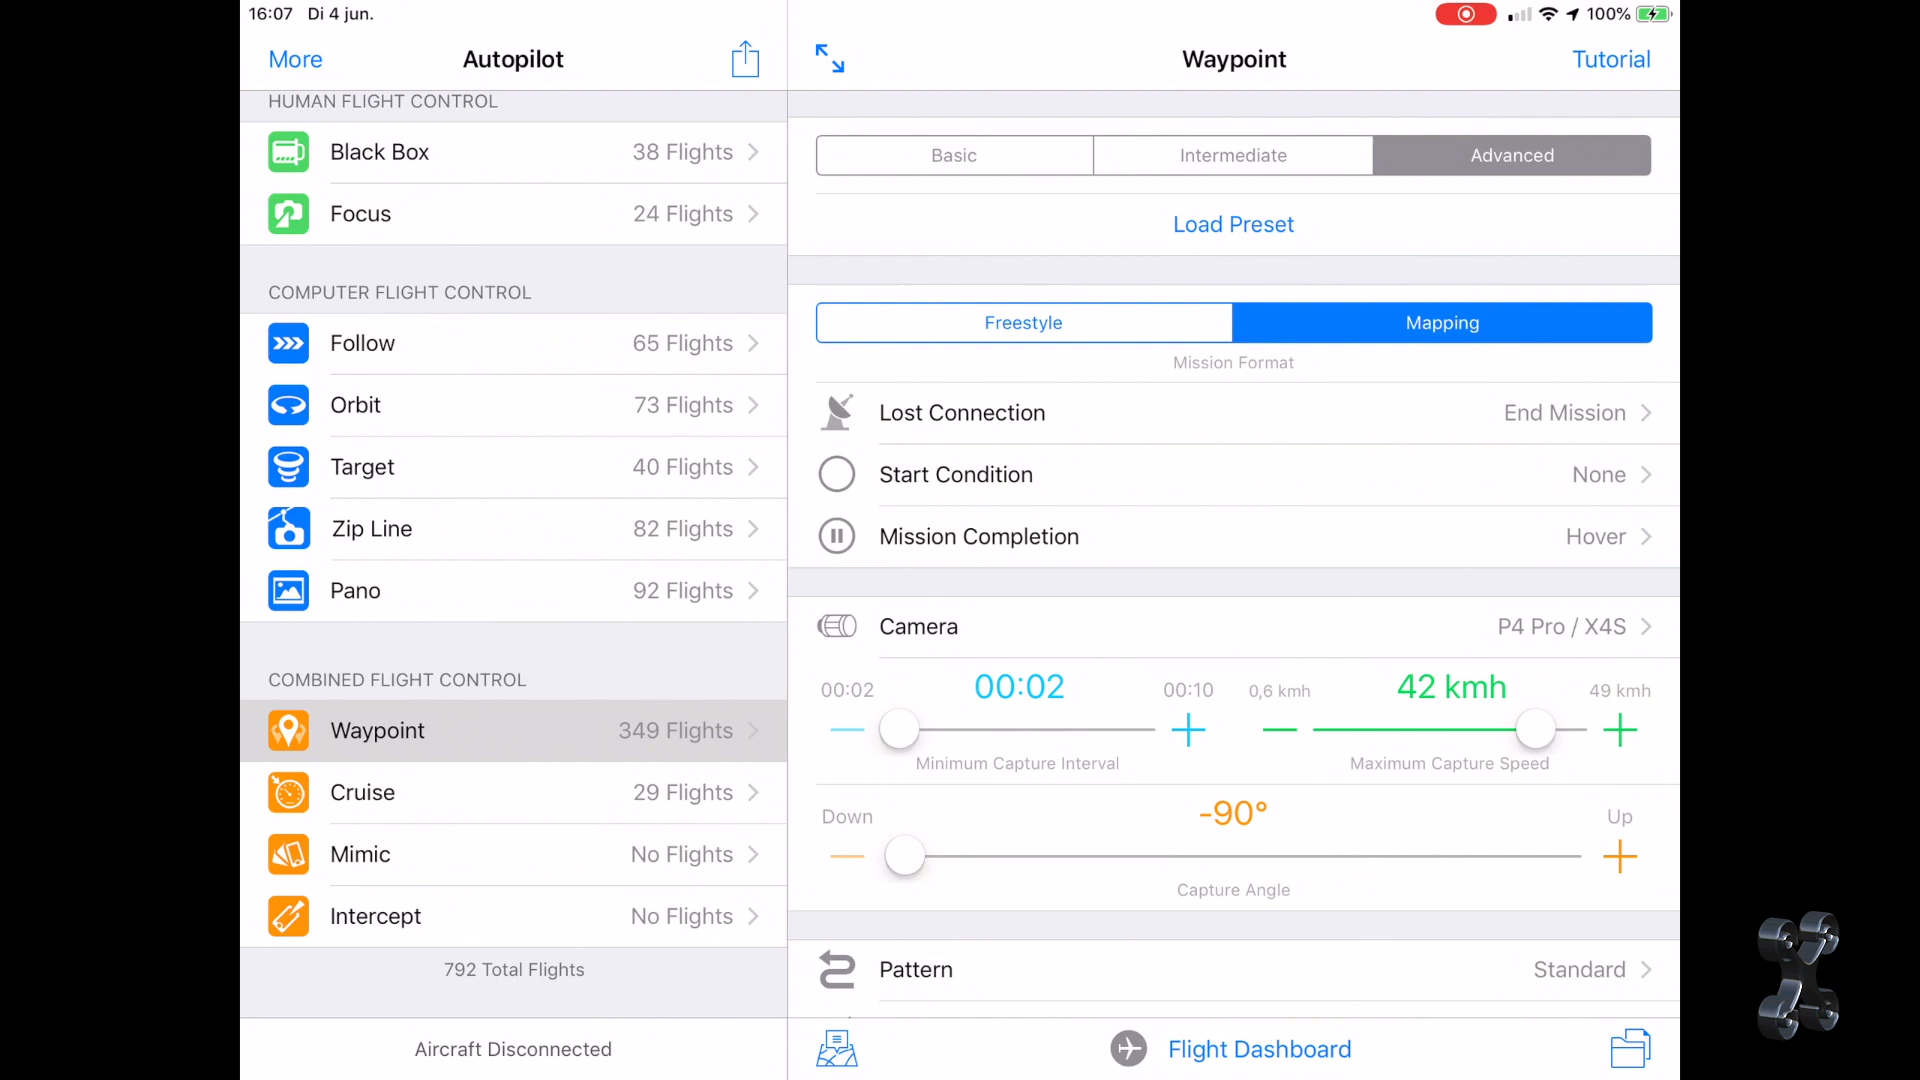 16:07 Di 4 jun.
100%
More
Autopilot
HUMAN FLIGHT CONTROL
Black Box 38 Flights
Focus 24 Flights
COMPUTER FLIGHT CONTROL
Follow 65 Flights
Orbit 73 Flights
Target 40 Flights
Zip Line 82 Flights
Pano 92 Flights
COMBINED FLIGHT CONTROL
Waypoint 349 Flights
Cruise 29 Flights
Mimic No Flights
Intercept No Flights
792 Total Flights
Aircraft Disconnected
Waypoint
Tutorial
Basic Intermediate Advanced
Load Preset
Freestyle Mapping
Mission Format
Lost Connection End Mission
Start Condition None
Mission Completion Hover
Camera P4 Pro / X4S
00:02 00:02 00:10 0,6 kmh 42 kmh 49 kmh
Minimum Capture Interval Maximum Capture Speed
Down -90° Up
Capture Angle
Pattern Standard
Flight Dashboard